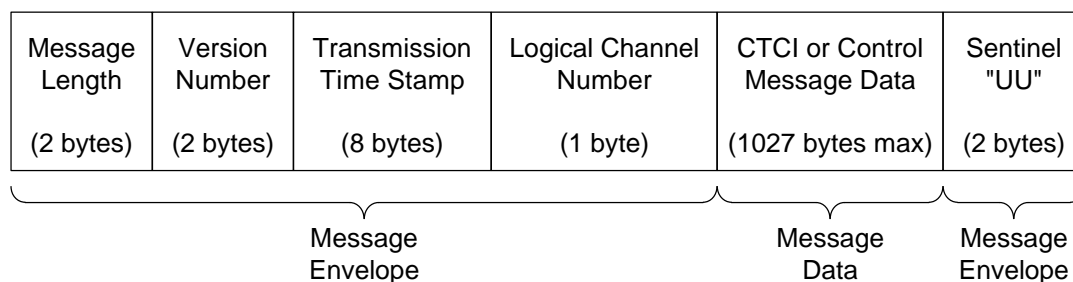 Message
Length
(2 bytes)
Version
Number
(2 bytes)
Transmission
Time Stamp
(8 bytes)
Logical Channel
Number
(1 byte)
CTCI or Control
Message Data
(1027 bytes max)
Sentinel
"UU"
(2 bytes)
Message
Envelope
Message
Data
Message
Envelope